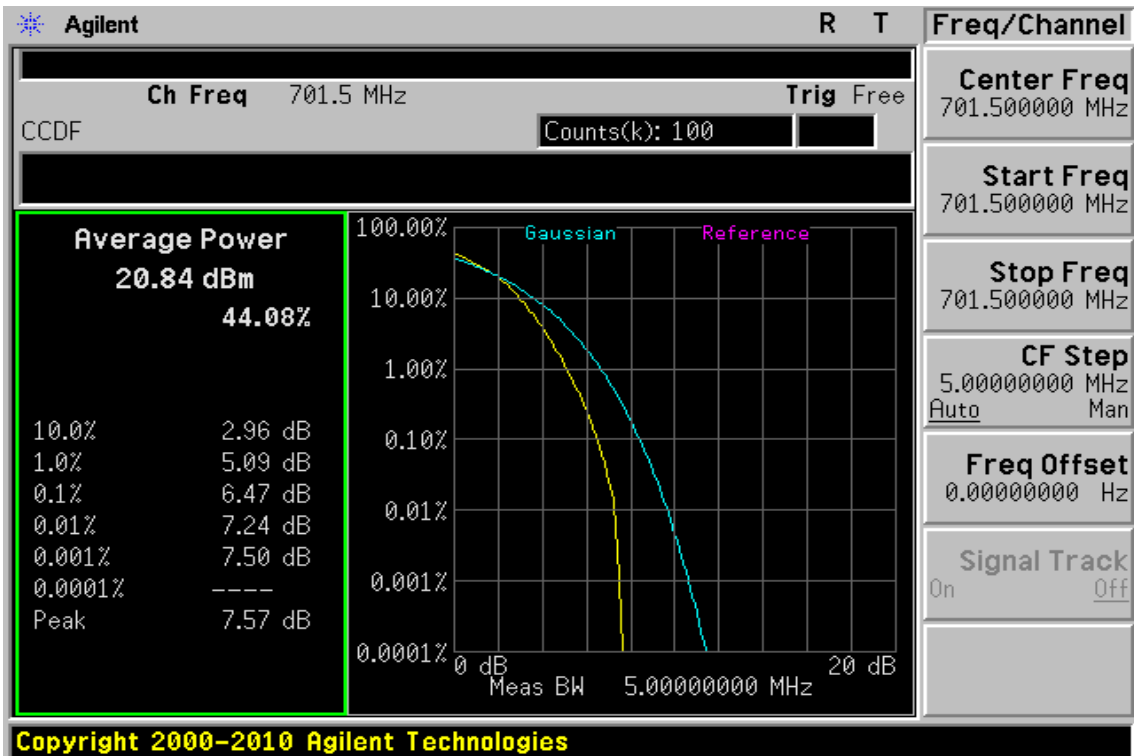 Agilent R T Freq/Channel
Ch Freq 701.5 MHz Trig Free
CCDF Counts(k): 100
Center Freq
701.500000 MHz
Start Freq
701.500000 MHz
Stop Freq
701.500000 MHz
CF Step
5.00000000 MHz
Auto Man
Freq Offset
0.00000000 Hz
Signal Track
On Off
Average Power
20.84 dBm
44.08%
10.0% 2.96 dB
1.0% 5.09 dB
0.1% 6.47 dB
0.01% 7.24 dB
0.001% 7.50 dB
0.0001% ----
Peak 7.57 dB
Gaussian Reference
100.00%
10.00%
1.00%
0.10%
0.01%
0.001%
0.0001%
0 dB 20 dB
Meas BW 5.00000000 MHz
Copyright 2000-2010 Agilent Technologies